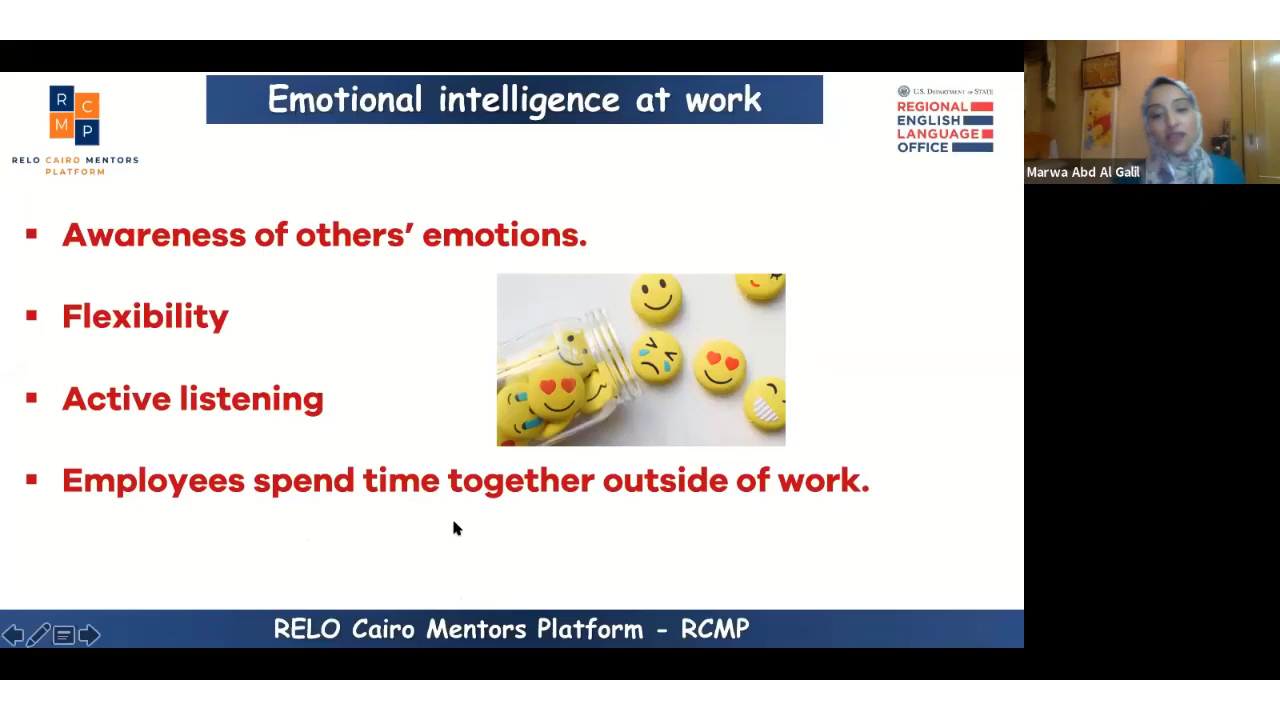 Emotional intelligence at work
R
C
M
P
RELO CAIRO MENTORS
PLATFORM
U.S. DEPARTMENT OF STATE
REGIONAL
ENGLISH
LANGUAGE
OFFICE
Marwa Abd Al Galil
▪ Awareness of others’ emotions.
▪ Flexibility
▪ Active listening
▪ Employees spend time together outside of work.
RELO Cairo Mentors Platform - RCMP